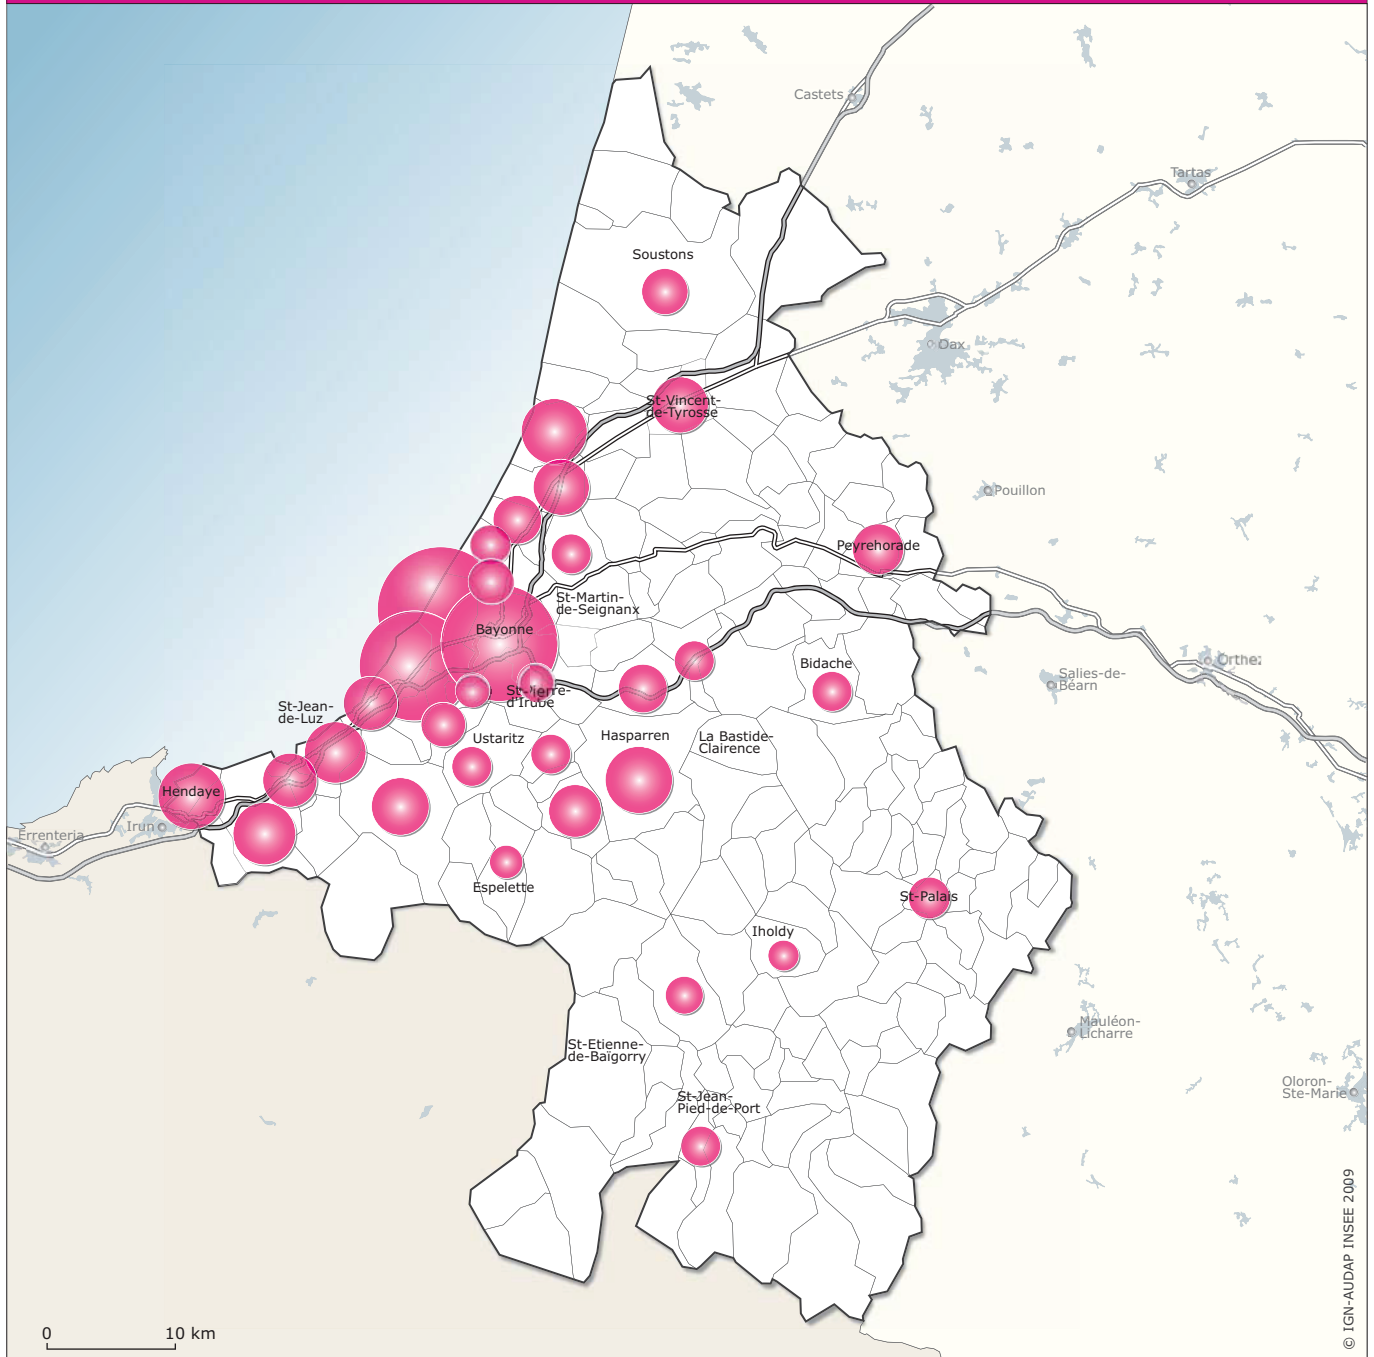 Castets
Tartas
Soustons
Dax
St-Vincent-
de-Tyrosse
Pouillon
Peyrehorade
St-Martin-
de-Seignanx
Bayonne
Bidache
Orthez
Salies-de-
Béarn
St-Pierre-
d'Irube
St-Jean-
de-Luz
Ustaritz
Hasparren
La Bastide-
Clairence
Hendaye
Irun
Errenteria
Espelette
St-Palais
Iholdy
Mauléon-
Licharre
St-Etienne-
de-Baïgorry
Oloron-
Ste-Marie
St-Jean-
Pied-de-Port
0 10 km
© IGN-AUDAP INSEE 2009